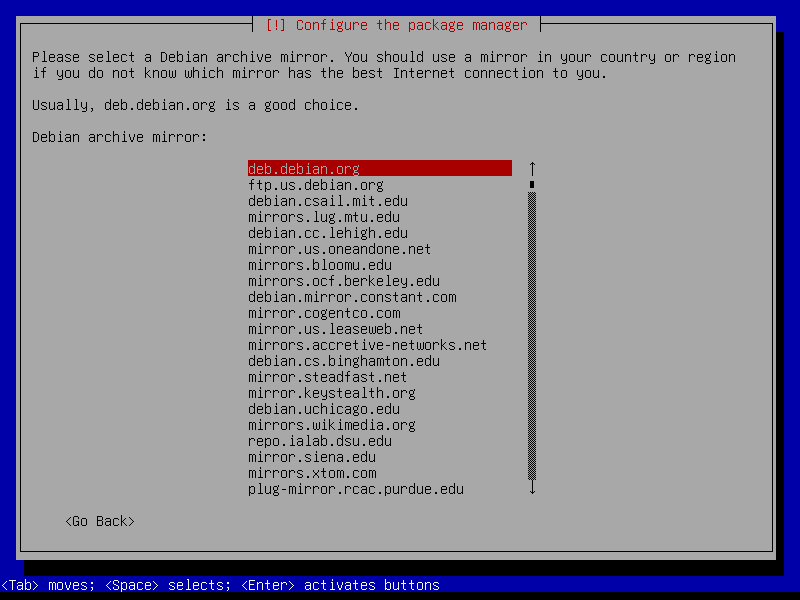 [!] Configure the package manager
Please select a Debian archive mirror. You should use a mirror in your country or region
if you do not know which mirror has the best Internet connection to you.
Usually, deb.debian.org is a good choice.
Debian archive mirror:
deb.debian.org
ftp.us.debian.org
debian.csail.mit.edu
mirrors.lug.mtu.edu
debian.cc.lehigh.edu
mirror.us.oneandone.net
mirrors.bloomu.edu
mirrors.ocf.berkeley.edu
debian.mirror.constant.com
mirror.cogentco.com
mirror.us.leaseweb.net
mirrors.accretive-networks.net
debian.cs.binghamton.edu
mirror.steadfast.net
mirror.keystealth.org
debian.uchicago.edu
mirrors.wikimedia.org
repo.ialab.dsu.edu
mirror.siena.edu
mirrors.xtom.com
plug-mirror.rcac.purdue.edu
<Go Back>
<Tab> moves; <Space> selects; <Enter> activates buttons